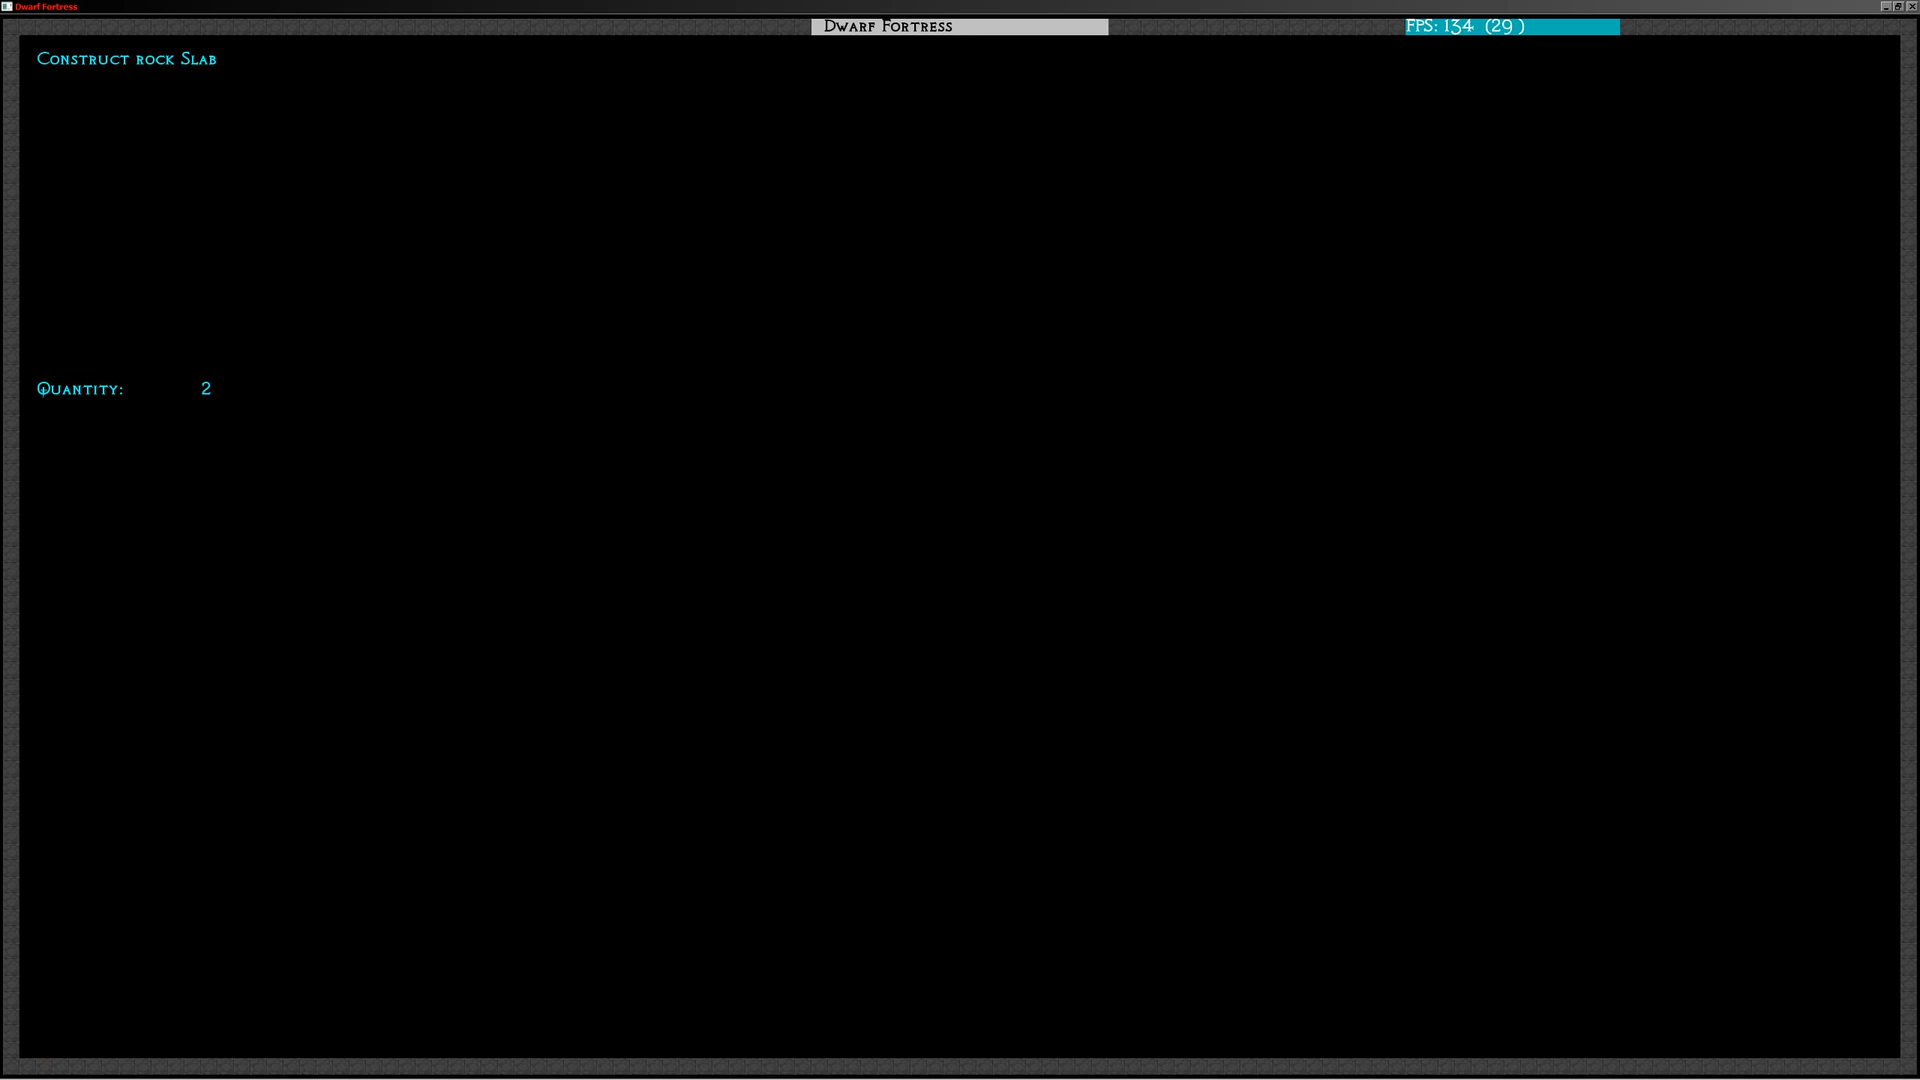 Dwarf Fortress
Dwarf Fortress
FPS: 134 (29 )
Construct rock Slab
Quantity: 2